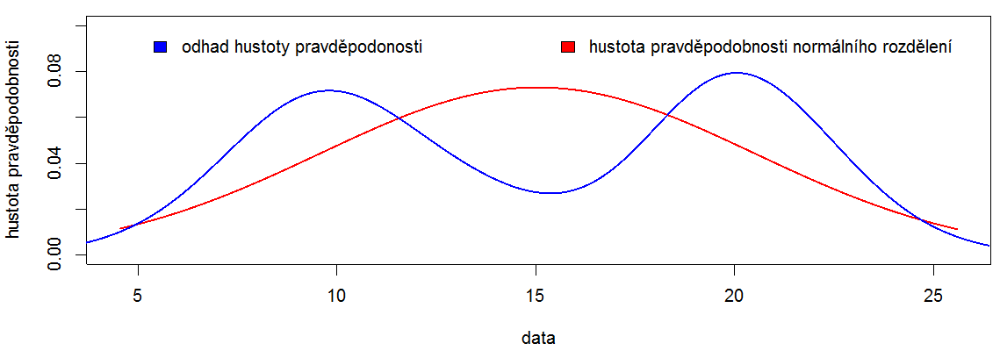 odhad hustoty pravděpodonosti
hustota pravděpodobnosti normálního rozdělení
hustota pravděpodobnosti
0.08
0.04
0.00
5 10 15 20 25
data